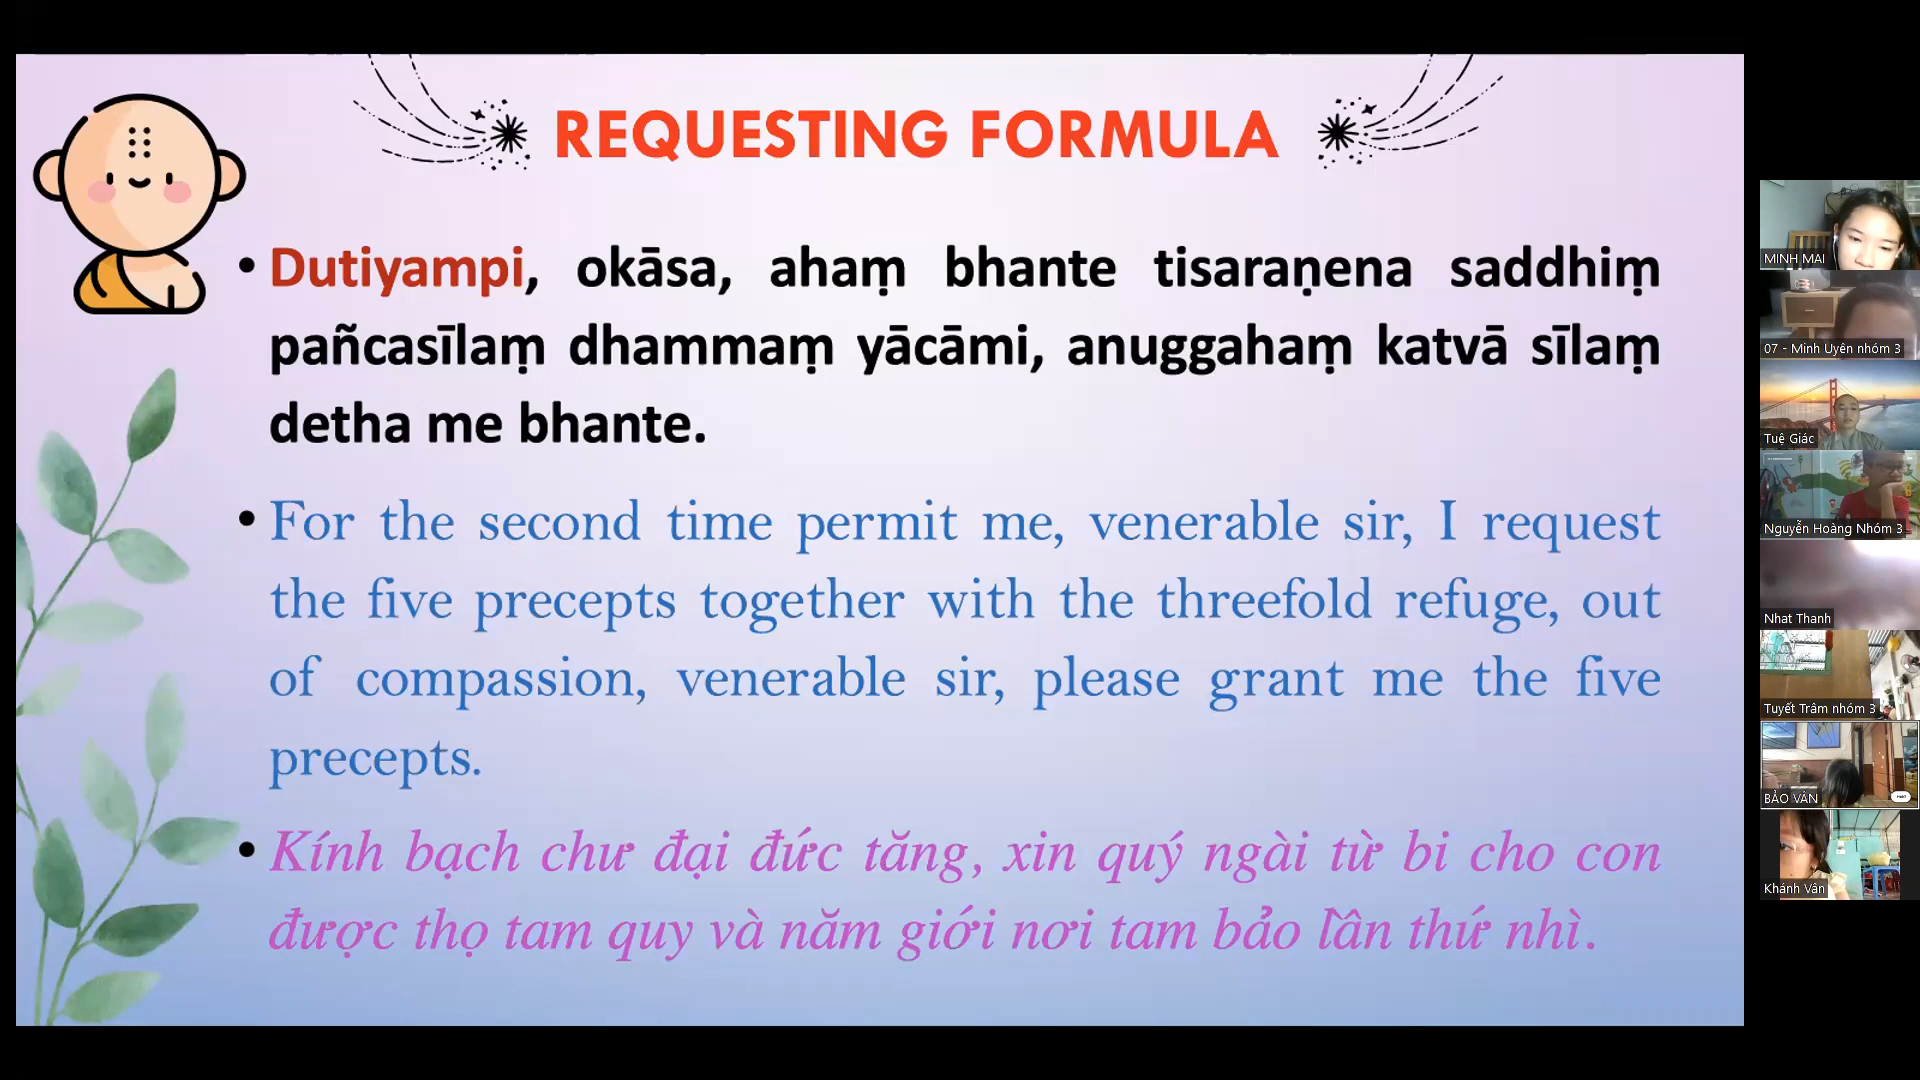 REQUESTING FORMULA
• Dutiyampi, okāsa, ahaṃ bhante tisaraṇena saddhiṃ
pañcasīlaṃ dhammaṃ yācāmi, anuggahaṃ katvā sīlaṃ
detha me bhante.
• For the second time permit me, venerable sir, I request
the five precepts together with the threefold refuge, out
of compassion, venerable sir, please grant me the five
precepts.
• Kính bạch chư đại đức tăng, xin quý ngài từ bi cho con
được thọ tam quy và năm giới nơi tam bảo lần thứ nhì.
MINH MAI
07 - Minh Uyên nhóm 3
Tuệ Giác
Nguyễn Hoàng Nhóm 3
Nhat Thanh
Tuyết Trâm nhóm 3
BẢO VÂN
Khánh Vân